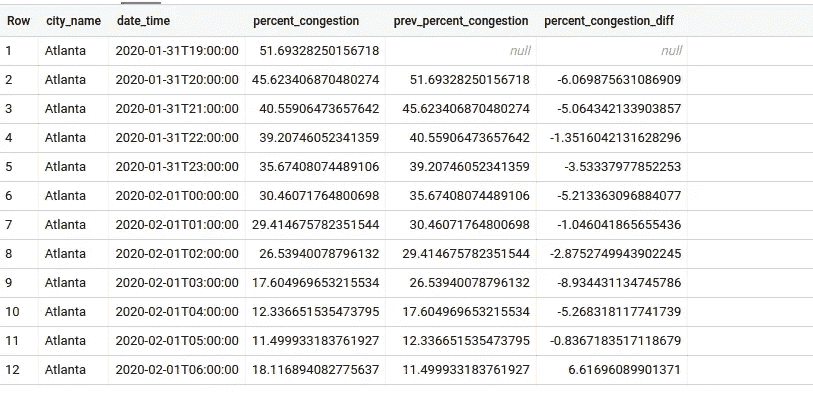 Row city_name date_time percent_congestion prev_percent_congestion percent_congestion_diff
1 Atlanta 2020-01-31T19:00:00 51.69328250156718 null null
2 Atlanta 2020-01-31T20:00:00 45.623406870480274 51.69328250156718 -6.069875631086909
3 Atlanta 2020-01-31T21:00:00 40.55906473657642 45.623406870480274 -5.064342133903857
4 Atlanta 2020-01-31T22:00:00 39.20746052341359 40.55906473657642 -1.3516042131628296
5 Atlanta 2020-01-31T23:00:00 35.67408074489106 39.20746052341359 -3.53337977852253
6 Atlanta 2020-02-01T00:00:00 30.46071764800698 35.67408074489106 -5.213363096884077
7 Atlanta 2020-02-01T01:00:00 29.414675782351544 30.46071764800698 -1.046041865655436
8 Atlanta 2020-02-01T02:00:00 26.53940078796132 29.414675782351544 -2.8752749943902245
9 Atlanta 2020-02-01T03:00:00 17.604969653215534 26.53940078796132 -8.934431134745786
10 Atlanta 2020-02-01T04:00:00 12.336651535473795 17.604969653215534 -5.268318117741739
11 Atlanta 2020-02-01T05:00:00 11.499933183761927 12.336651535473795 -0.8367183517118679
12 Atlanta 2020-02-01T06:00:00 18.116894082775637 11.499933183761927 6.61696089901371